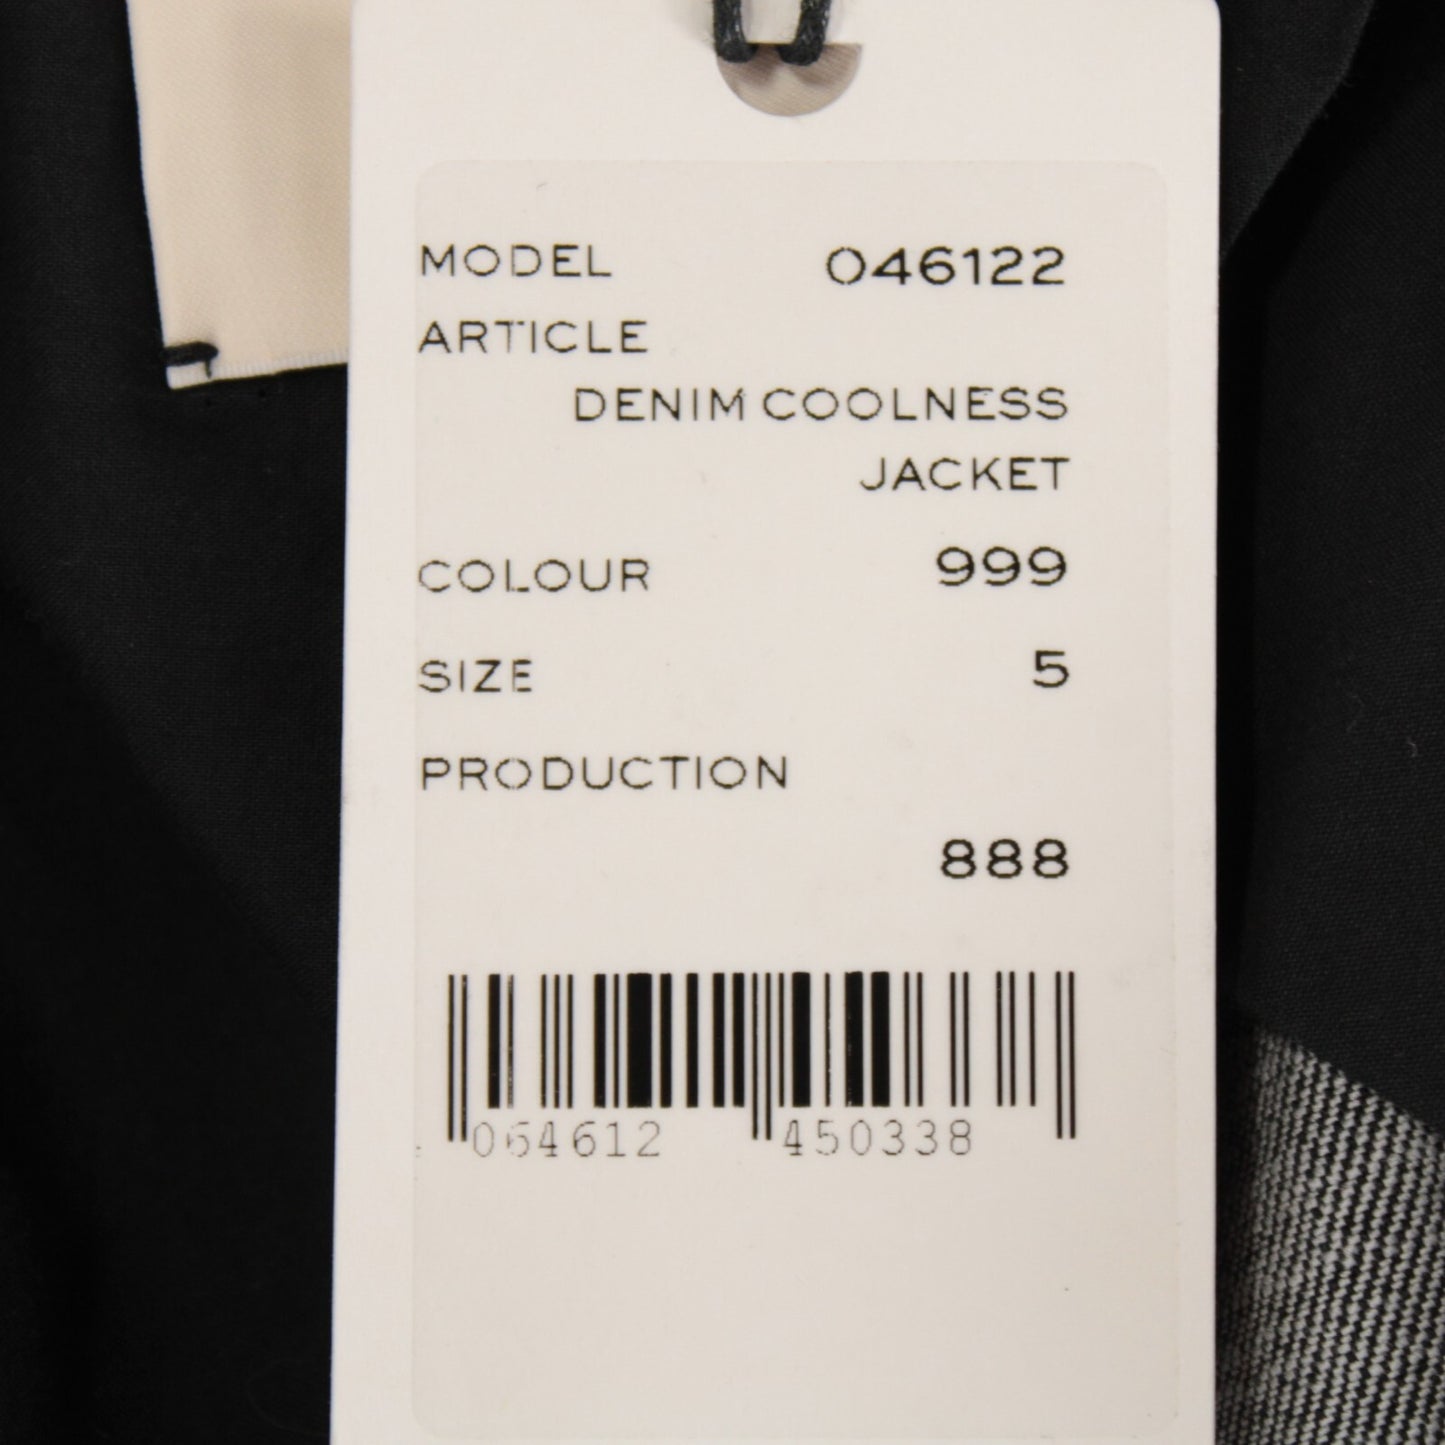 MODEL 046122
ARTICLE
DENIM COOLNESS
JACKET
COLOUR 999
SIZE 5
PRODUCTION
888
064612 450338